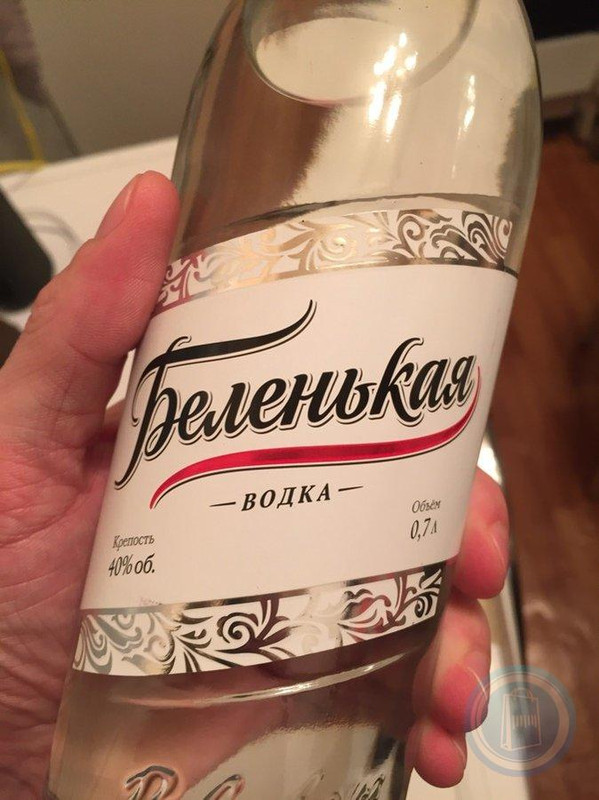 Беленькая
— ВОДКА —
Крепость
40% об.
Объём
0,7 л